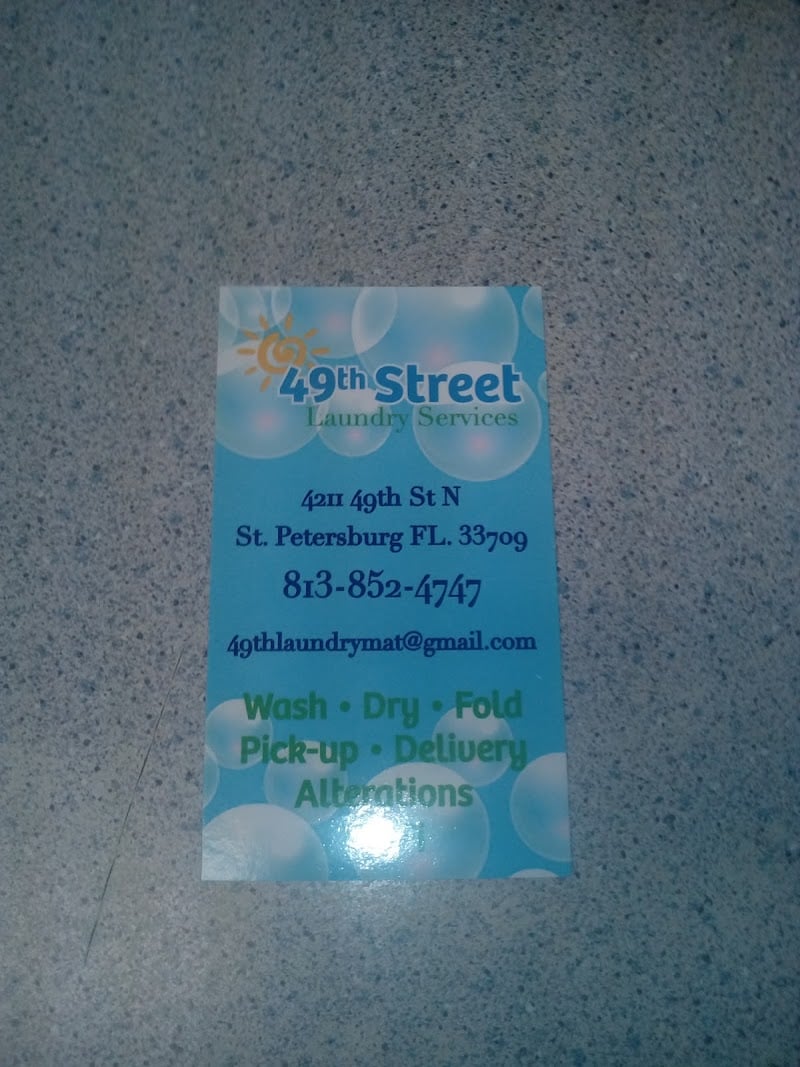 49th Street
Laundry Services
4211 49th St N
St. Petersburg FL. 33709
813-852-4747
49thlaundrymat@gmail.com
Wash • Dry • Fold
Pick-up • Delivery
Alterations